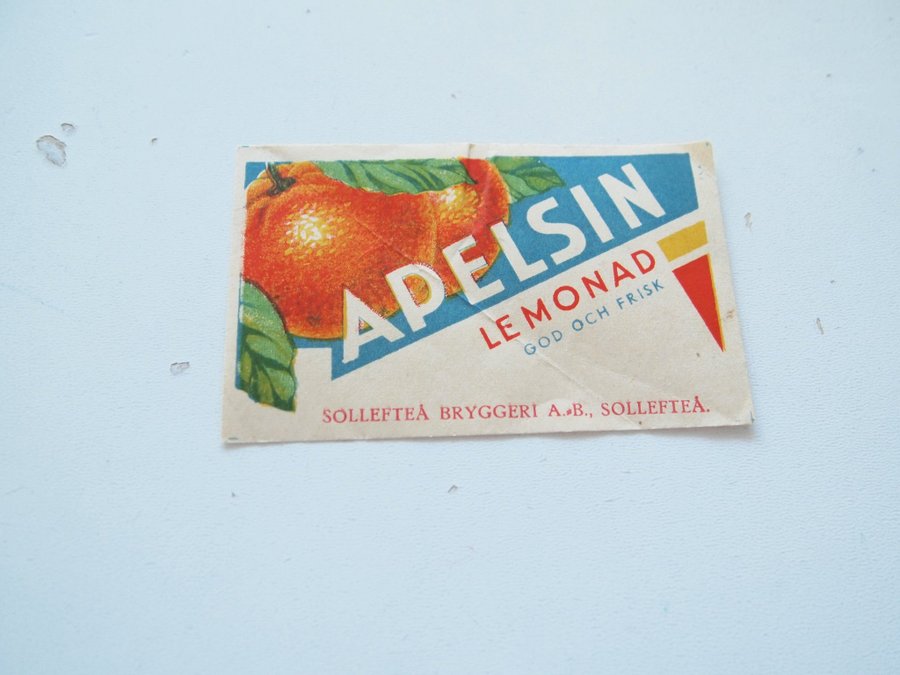 APELSIN
LEMONAD
GOD OCH FRISK
SOLLEFTEÅ BRYGGERI A.-B., SOLLEFTEÅ.